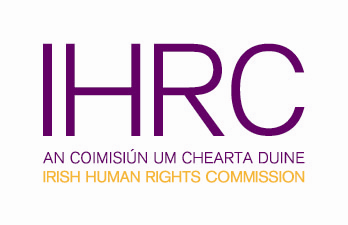 IHRC
AN COIMISIÚN UM CHEARTA DUINE
IRISH HUMAN RIGHTS COMMISSION